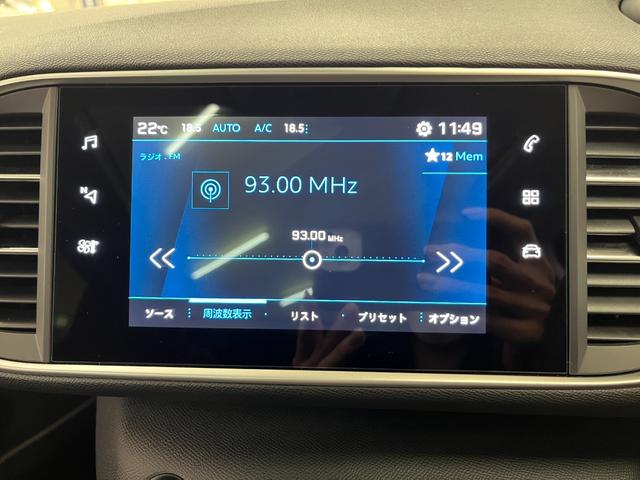 22℃ 18.5 AUTO A/C 18.5 11:49
ラジオ:FM ★12 Mem
93.00 MHz
93.00 MHz
N
ソース 周波数表示 リスト プリセット オプション